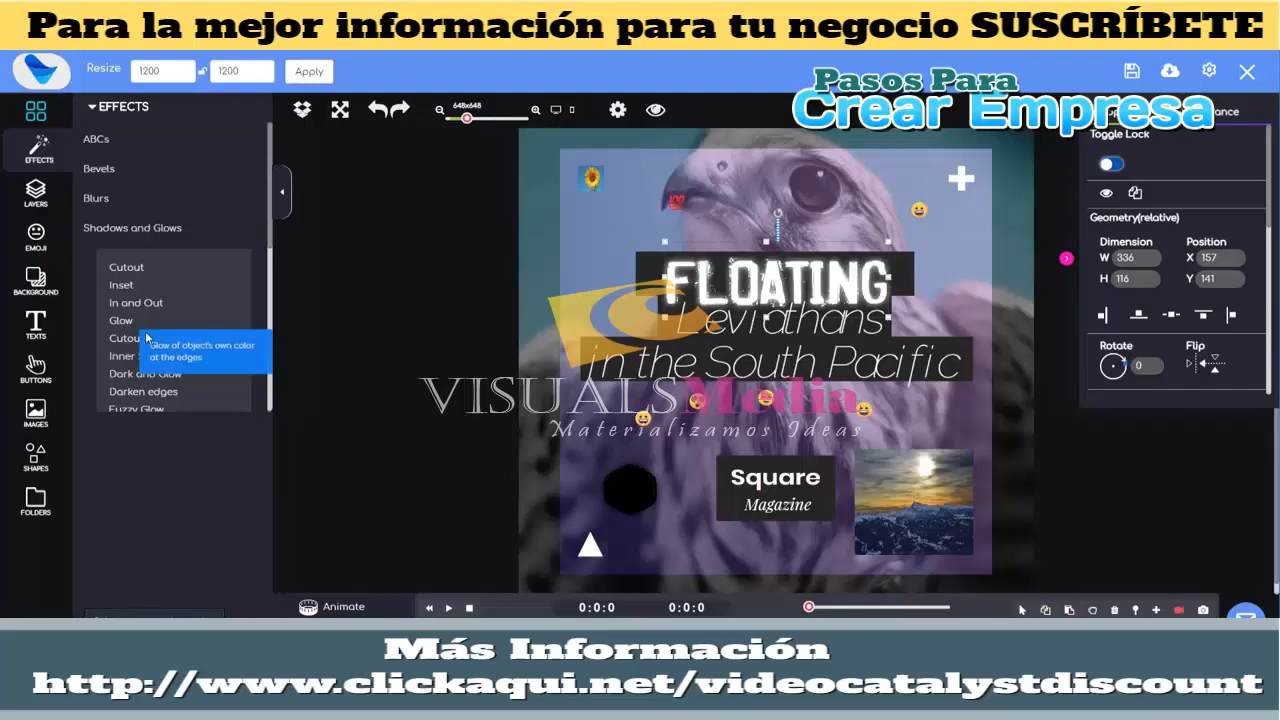 Para la mejor información para tu negocio SUSCRÍBETE
Resize 1200 1200 Apply
Pasos Para
Crear Empresa
EFFECTS
648x648
Toggle Lock
ABCs
EFFECTS
Bevels
LAYERS
Blurs
Shadows and Glows
EMOJI
Cutout
Inset
In and Out
Glow
Glow of object's own color
at the edges
Dark and Glow
Darken edges
Fuzzy Glow
BACKGROUND
TEXTS
BUTTONS
IMAGES
SHAPES
FOLDERS
100
FLOATING
Leviathans
in the South Pacific
VISUALSMedia
Materializamos Ideas
Square
Magazine
Geometry(relative)
Dimension Position
W 336 X 157
H 116 Y 141
Rotate Flip
0
Animate 0:0:0 0:0:0
Más Información
http://www.clickaqui.net/videocatalystdiscount